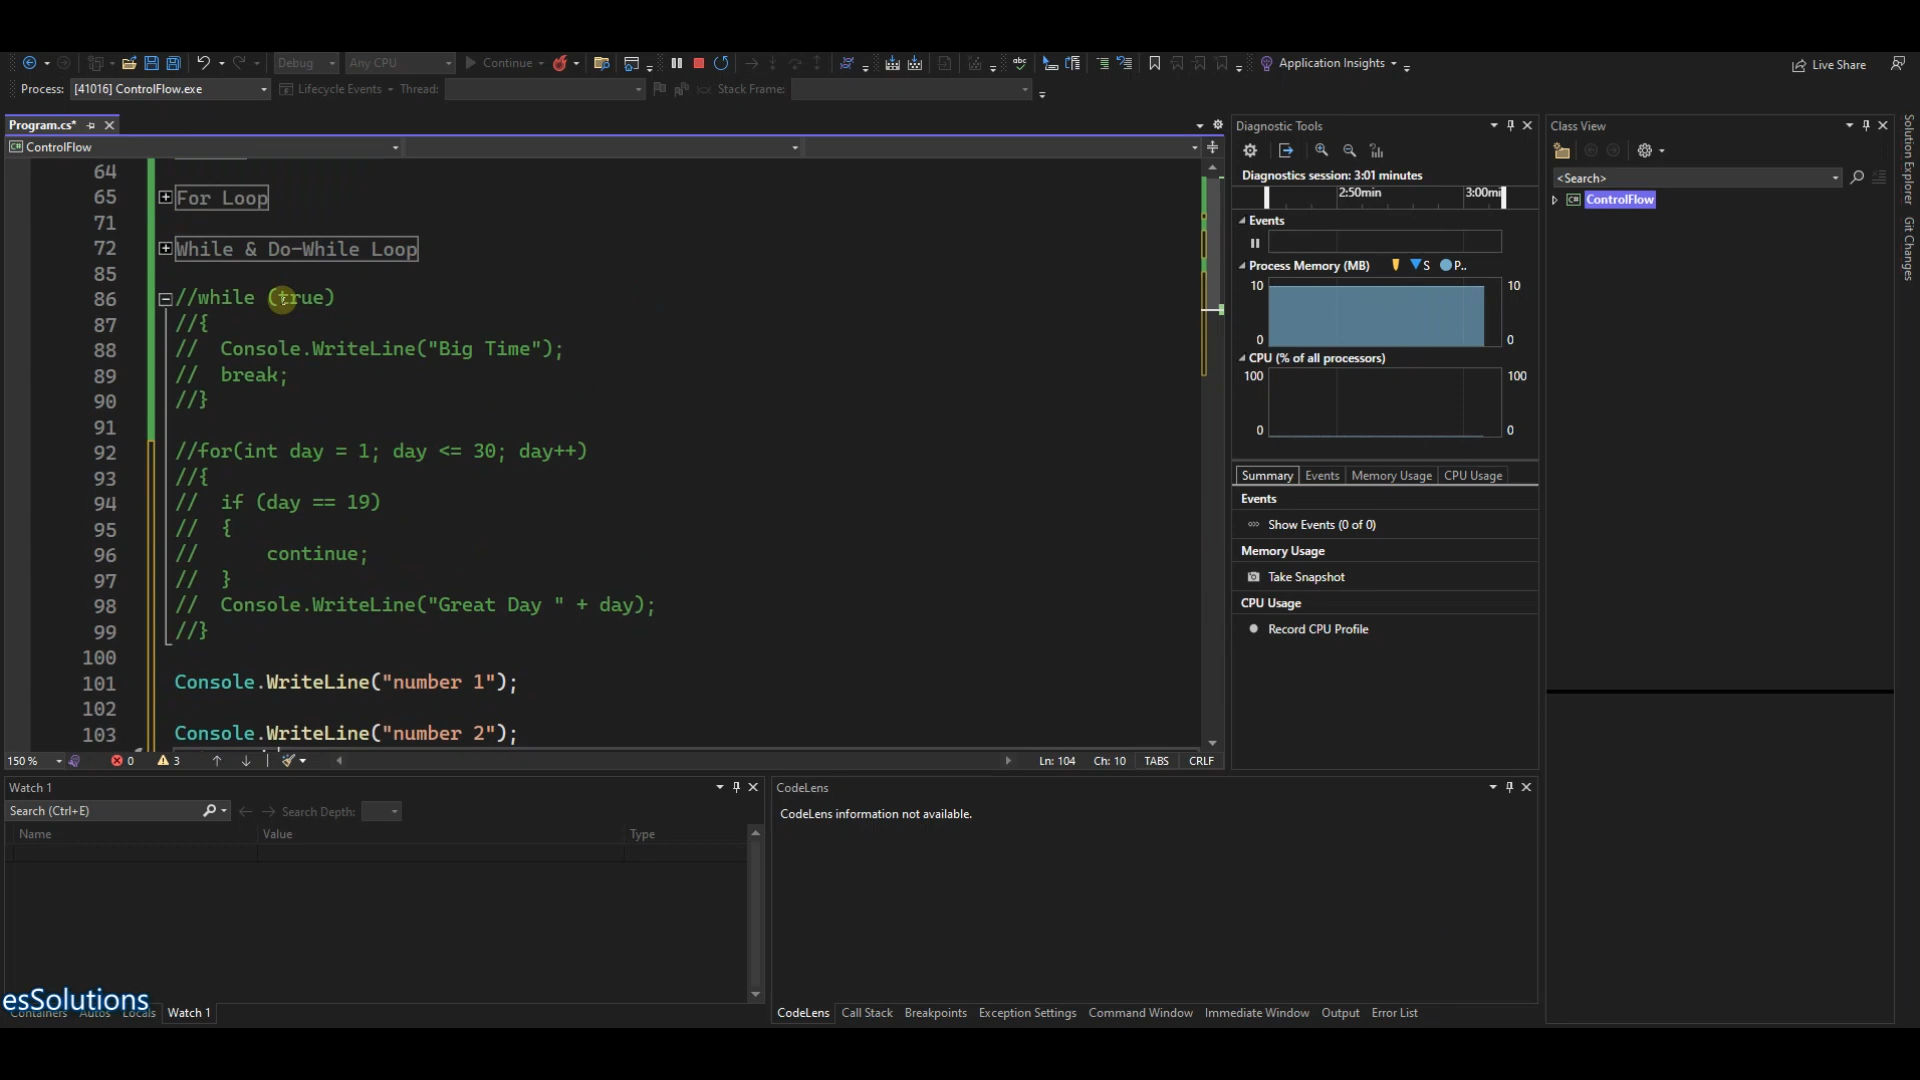 Debug Any CPU Continue Application Insights Live Share
Process: [41016] ControlFlow.exe Lifecycle Events Thread: Stack Frame:
Program.cs*
ControlFlow
64
65 For Loop
71
72 While & Do-While Loop
85
86 //while (true)
87 //{
88 // Console.WriteLine("Big Time");
89 // break;
90 //}
91
92 //for(int day = 1; day <= 30; day++)
93 //{
94 // if (day == 19)
95 // {
96 // continue;
97 // }
98 // Console.WriteLine("Great Day " + day);
99 //}
100
101 Console.WriteLine("number 1");
102
103 Console.WriteLine("number 2");
150 % 0 3 Ln: 104 Ch: 10 TABS CRLF
Diagnostic Tools
Diagnostics session: 3:01 minutes
2:50min 3:00mi
Events
Process Memory (MB) S P..
10 10
0 0
CPU (% of all processors)
100 100
0 0
Summary Events Memory Usage CPU Usage
Events
Show Events (0 of 0)
Memory Usage
Take Snapshot
CPU Usage
Record CPU Profile
Class View
<Search>
ControlFlow
Solution Explorer
Git Changes
Watch 1
Search (Ctrl+E) Search Depth:
Name Value Type
esSolutions
Containers Autos Locals Watch 1
CodeLens
CodeLens information not available.
CodeLens Call Stack Breakpoints Exception Settings Command Window Immediate Window Output Error List